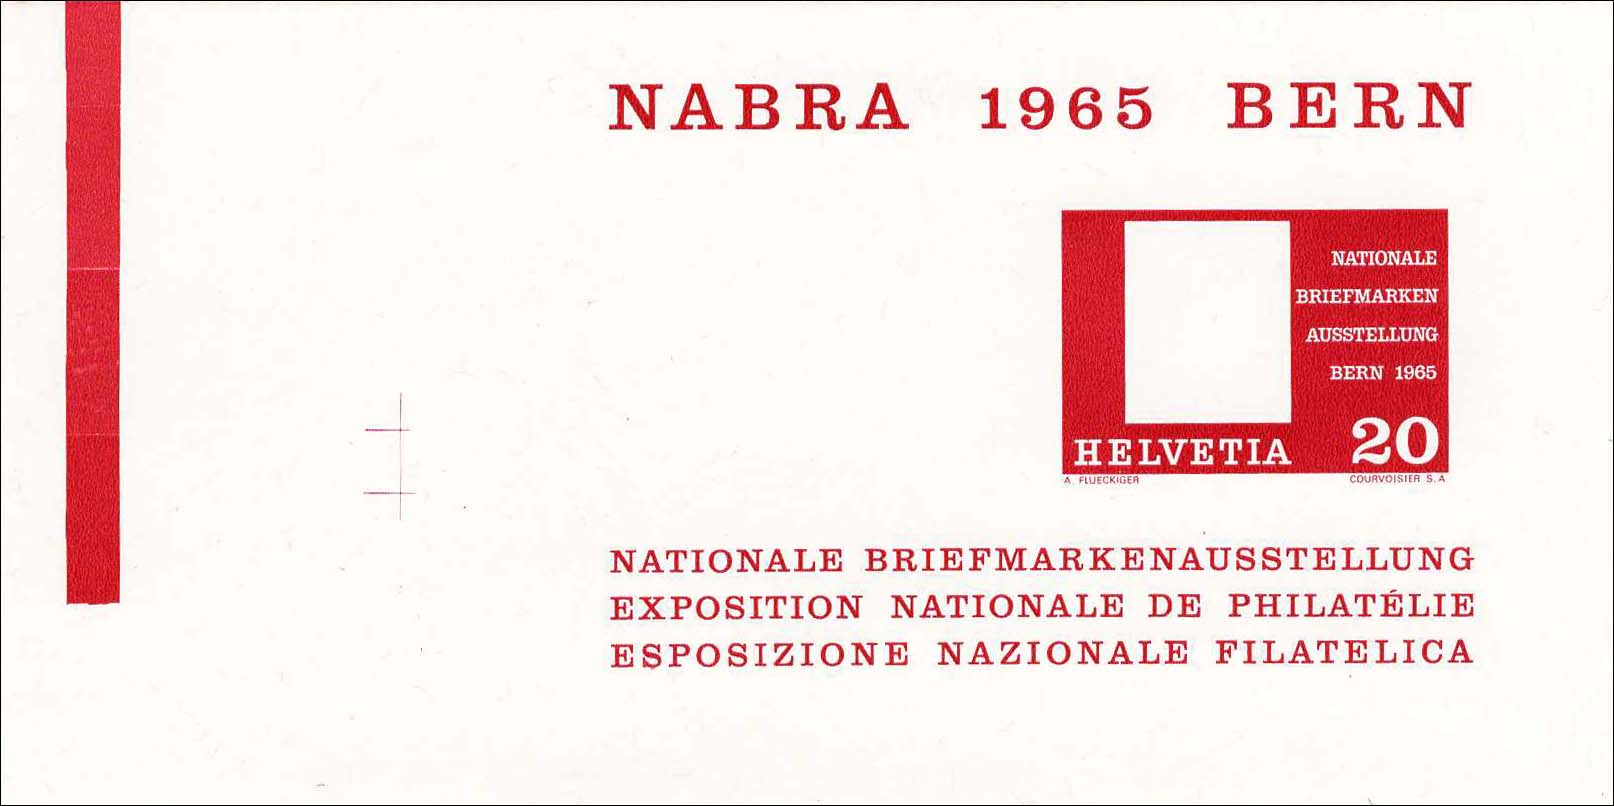 NABRA 1965 BERN
NATIONALE
BRIEFMARKEN
AUSSTELLUNG
BERN 1965
HELVETIA 20
A. FLUECKIGER COURVOISIER S.A
NATIONALE BRIEFMARKENAUSSTELLUNG
EXPOSITION NATIONALE DE PHILATÉLIE
ESPOSIZIONE NAZIONALE FILATELICA